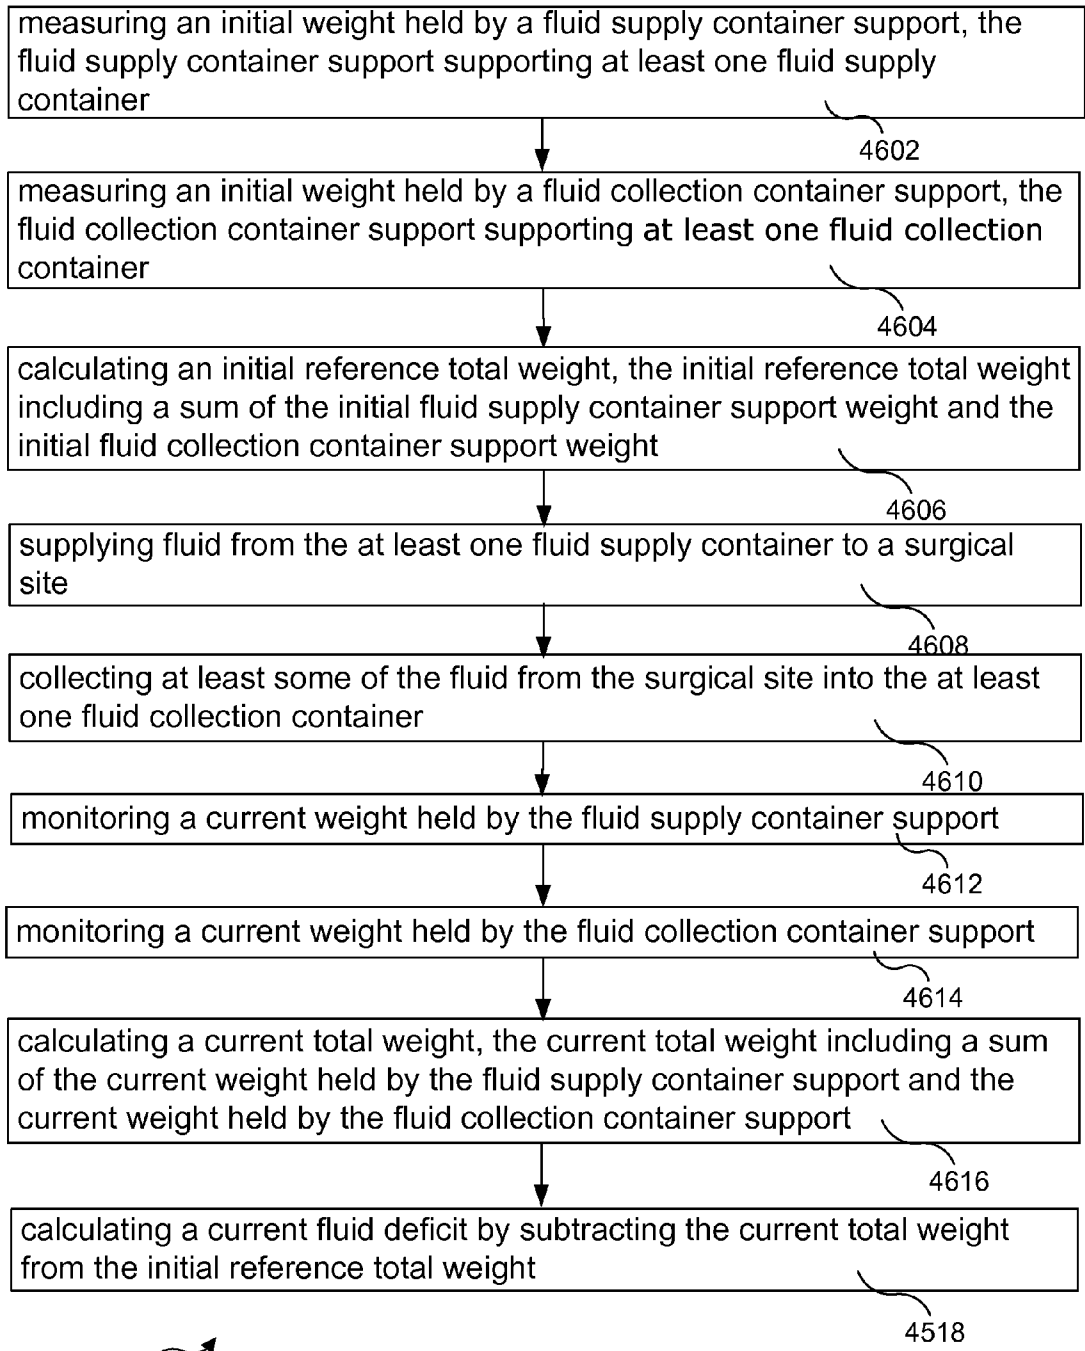 measuring an initial weight held by a fluid supply container support, the
fluid supply container support supporting at least one fluid supply
container
4602
measuring an initial weight held by a fluid collection container support, the
fluid collection container support supporting at least one fluid collection
container
4604
calculating an initial reference total weight, the initial reference total weight
including a sum of the initial fluid supply container support weight and the
initial fluid collection container support weight
4606
supplying fluid from the at least one fluid supply container to a surgical
site
4608
collecting at least some of the fluid from the surgical site into the at least
one fluid collection container
4610
monitoring a current weight held by the fluid supply container support
4612
monitoring a current weight held by the fluid collection container support
4614
calculating a current total weight, the current total weight including a sum
of the current weight held by the fluid supply container support and the
current weight held by the fluid collection container support
4616
calculating a current fluid deficit by subtracting the current total weight
from the initial reference total weight
4518